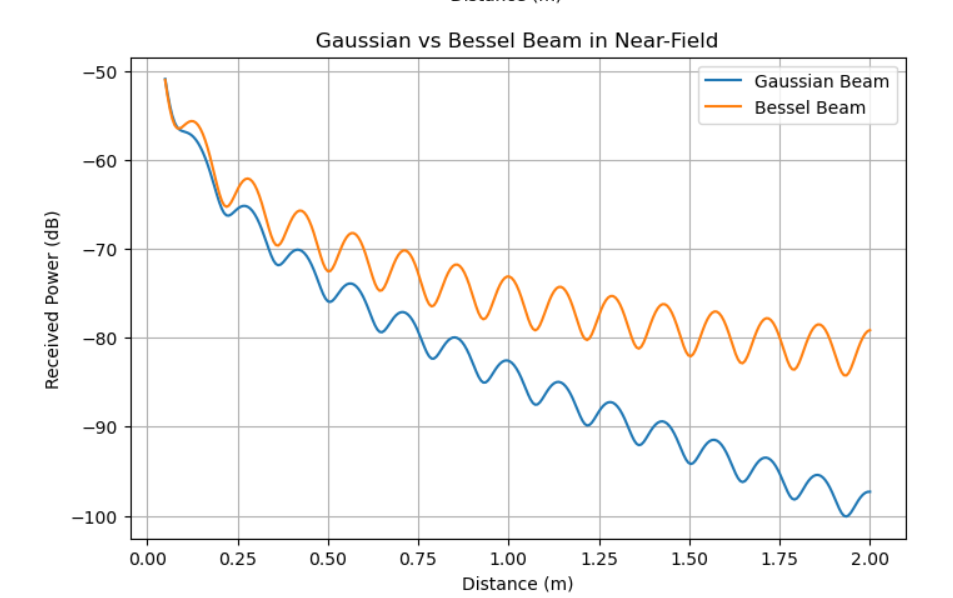 Distance (m)
Gaussian vs Bessel Beam in Near-Field
Gaussian Beam
Bessel Beam
Received Power (dB)
−50
−60
−70
−80
−90
−100
0.00 0.25 0.50 0.75 1.00 1.25 1.50 1.75 2.00
Distance (m)